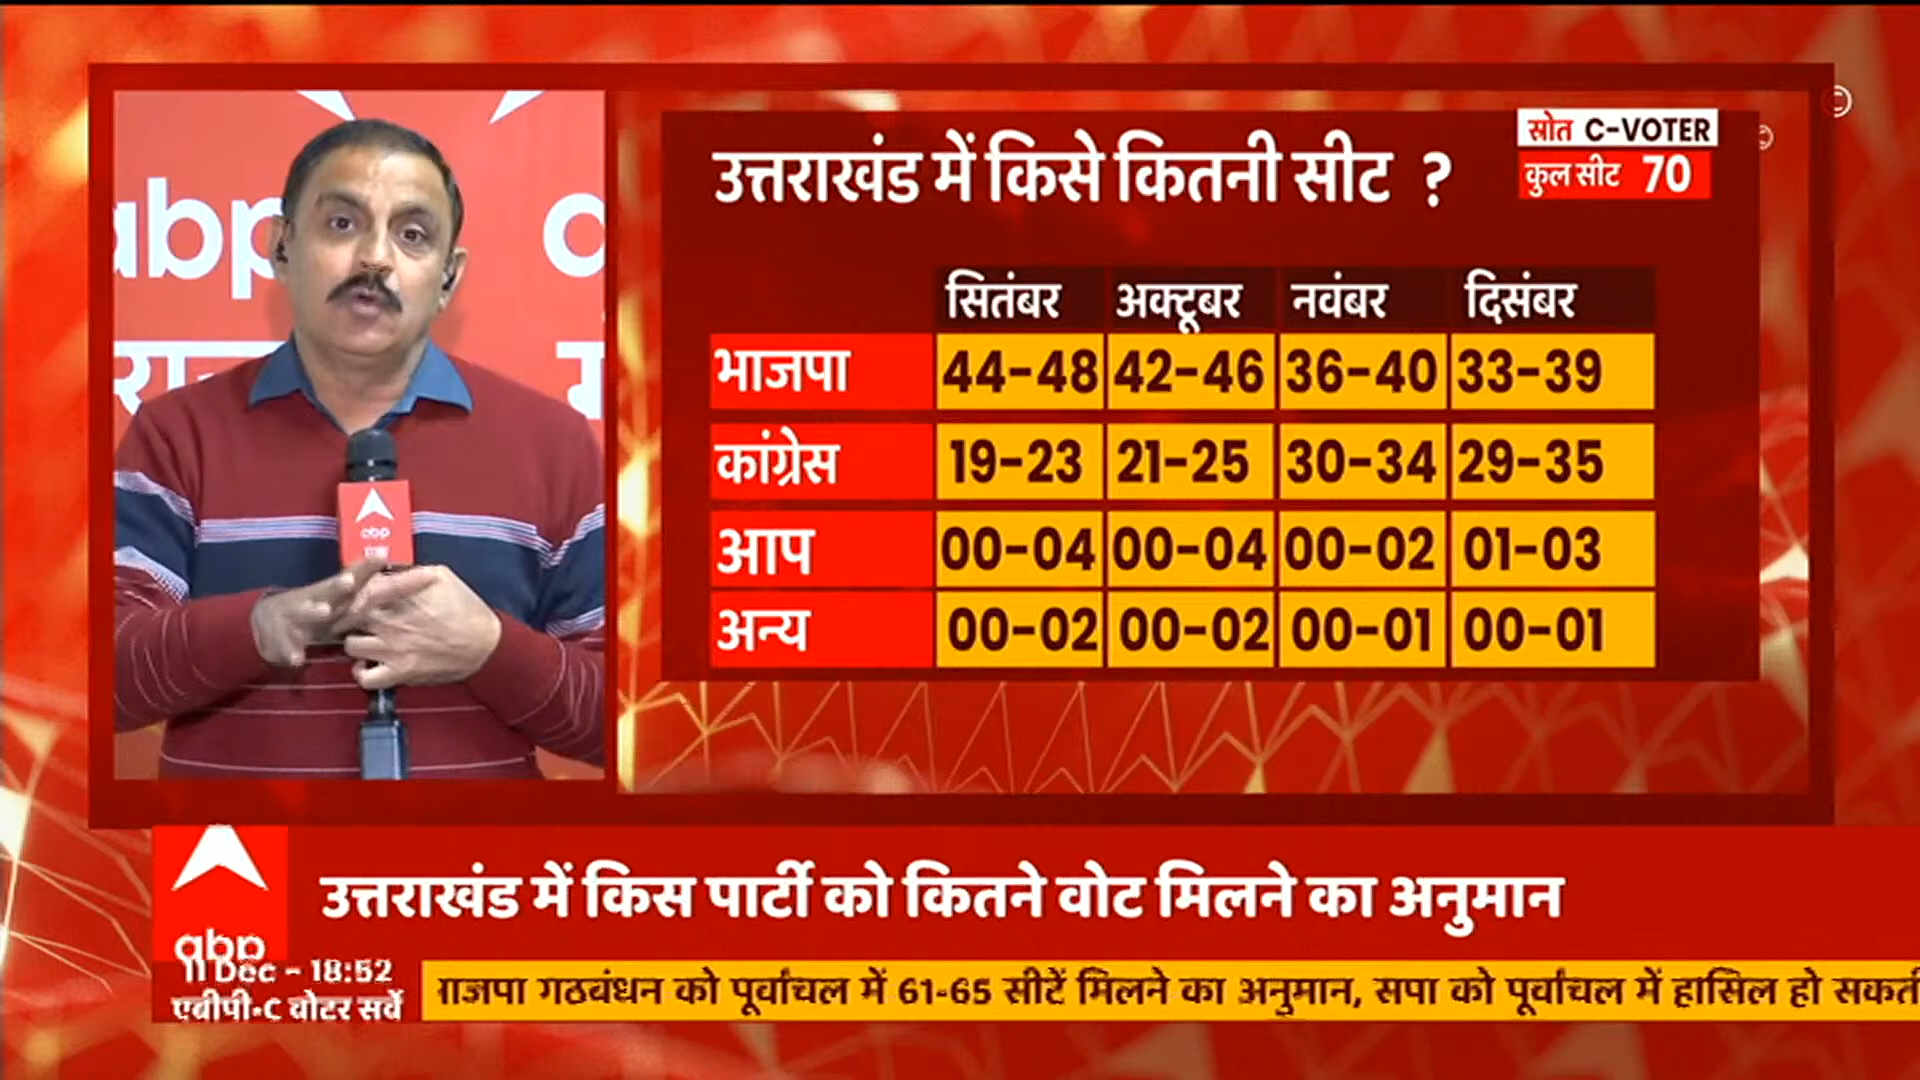 abp
स्रोत C-VOTER
कुल सीट 70
उत्तराखंड में किसे कितनी सीट ?
सितंबर अक्टूबर नवंबर दिसंबर
भाजपा 44-48 42-46 36-40 33-39
कांग्रेस 19-23 21-25 30-34 29-35
आप 00-04 00-04 00-02 01-03
अन्य 00-02 00-02 00-01 00-01
abp
उत्तराखंड में किस पार्टी को कितने वोट मिलने का अनुमान
abp
11 Dec - 18:52
एबीपी-C वोटर सर्वे
गठबंधन को पूर्वांचल में 61-65 सीटें मिलने का अनुमान, सपा को पूर्वांचल में हासिल हो